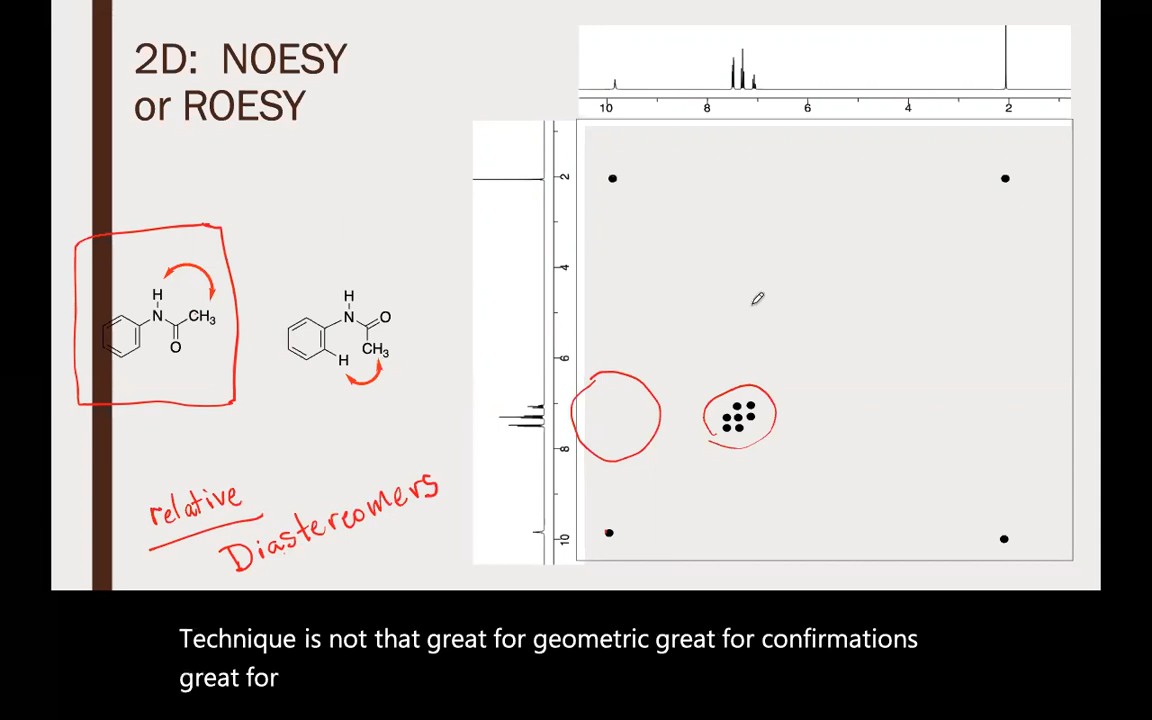 2D: NOESY
or ROESY
10 8 6 4 2
2
4
6
8
10
H
N
CH3
O
H
N
O
CH3
H
relative
Diastereomers
Technique is not that great for geometric great for confirmations
great for